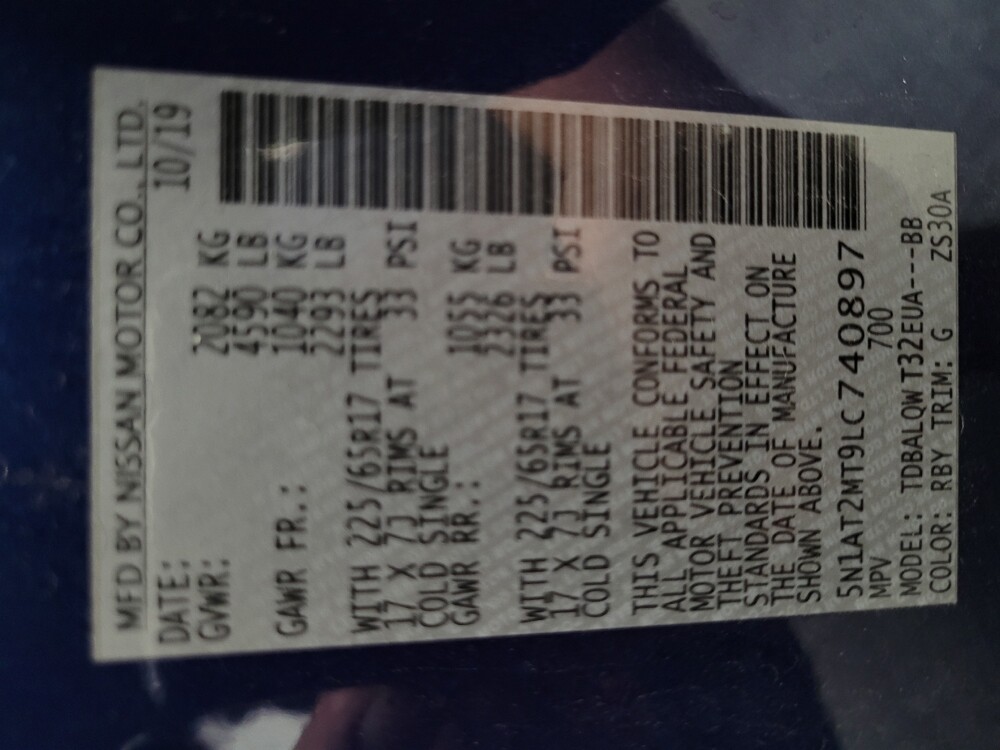 MFD BY NISSAN MOTOR CO., LTD.
DATE: 10/19
GVWR: 2082 KG
4590 LB
GAWR FR.: 1040 KG
2293 LB
WITH 225/65R17 TIRES
17 X 7J RIMS AT 33 PSI
COLD SINGLE
GAWR RR.: 1055 KG
2326 LB
WITH 225/65R17 TIRES
17 X 7J RIMS AT 33 PSI
COLD SINGLE
THIS VEHICLE CONFORMS TO
ALL APPLICABLE FEDERAL
MOTOR VEHICLE SAFETY AND
THEFT PREVENTION
STANDARDS IN EFFECT ON
THE DATE OF MANUFACTURE
SHOWN ABOVE.
5N1AT2MT9LC740897
MPV 700
MODEL: TDBALQWT32EUA---BB
COLOR: RBY TRIM: G ZS30A